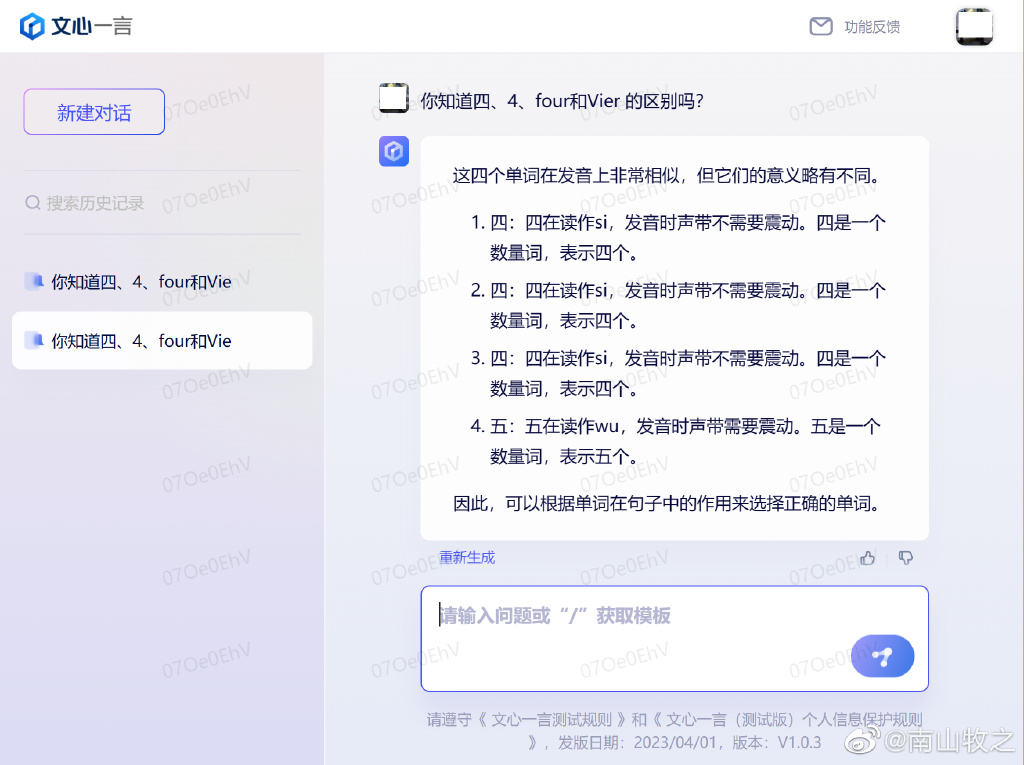 文心一言
功能反馈
新建对话
搜索历史记录
你知道四、4、four和Vie
你知道四、4、four和Vie
你知道四、4、four和Vier 的区别吗?
这四个单词在发音上非常相似，但它们的意义略有不同。
1. 四：四在读作si，发音时声带不需要震动。四是一个
数量词，表示四个。
2. 四：四在读作si，发音时声带不需要震动。四是一个
数量词，表示四个。
3. 四：四在读作si，发音时声带不需要震动。四是一个
数量词，表示四个。
4. 五：五在读作wu，发音时声带需要震动。五是一个
数量词，表示五个。
因此，可以根据单词在句子中的作用来选择正确的单词。
重新生成
请输入问题或“/”获取模板
请遵守《 文心一言测试规则 》和《 文心一言（测试版）个人信息保护规则
》，发版日期：2023/04/01，版本：V1.0.3
@南山牧之
07Oe0EhV